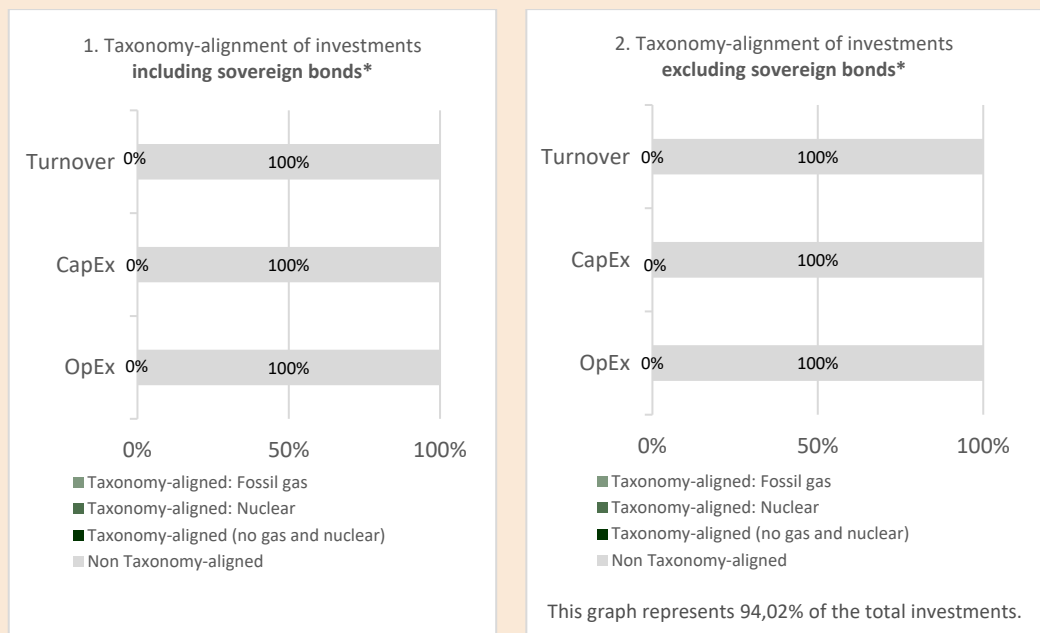 1. Taxonomy-alignment of investments
including sovereign bonds*
Turnover 0% 100%
CapEx 0% 100%
OpEx 0% 100%
0% 50% 100%
Taxonomy-aligned: Fossil gas
Taxonomy-aligned: Nuclear
Taxonomy-aligned (no gas and nuclear)
Non Taxonomy-aligned
2. Taxonomy-alignment of investments
excluding sovereign bonds*
Turnover 0% 100%
CapEx 0% 100%
OpEx 0% 100%
0% 50% 100%
Taxonomy-aligned: Fossil gas
Taxonomy-aligned: Nuclear
Taxonomy-aligned (no gas and nuclear)
Non Taxonomy-aligned
This graph represents 94,02% of the total investments.